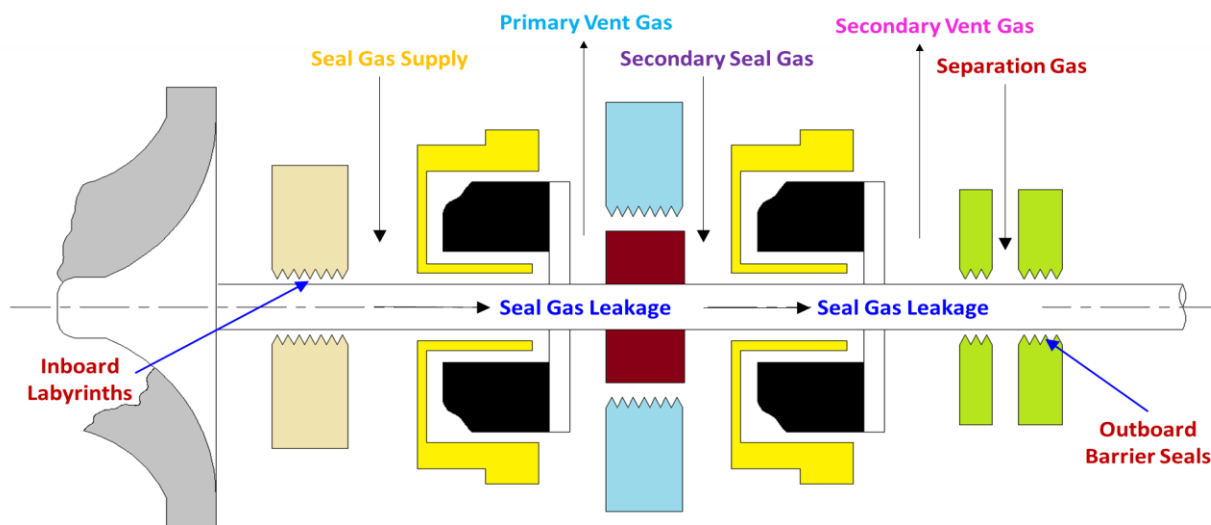 Primary Vent Gas
Secondary Vent Gas
Seal Gas Supply
Secondary Seal Gas
Separation Gas
Seal Gas Leakage
Seal Gas Leakage
Inboard
Labyrinths
Outboard
Barrier Seals